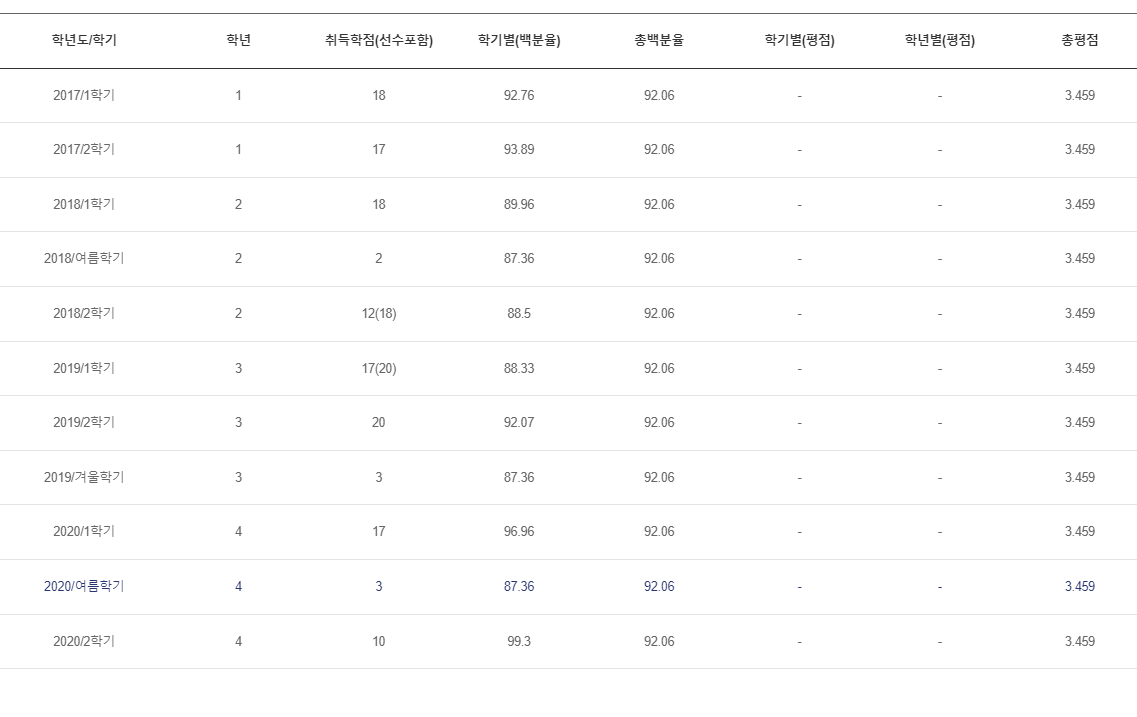 학년도/학기 학년 취득학점(선수포함) 학기별(백분율) 총백분율 학기별(평점) 학년별(평점) 총평점
2017/1학기 1 18 92.76 92.06 - - 3.459
2017/2학기 1 17 93.89 92.06 - - 3.459
2018/1학기 2 18 89.96 92.06 - - 3.459
2018/여름학기 2 2 87.36 92.06 - - 3.459
2018/2학기 2 12(18) 88.5 92.06 - - 3.459
2019/1학기 3 17(20) 88.33 92.06 - - 3.459
2019/2학기 3 20 92.07 92.06 - - 3.459
2019/겨울학기 3 3 87.36 92.06 - - 3.459
2020/1학기 4 17 96.96 92.06 - - 3.459
2020/여름학기 4 3 87.36 92.06 - - 3.459
2020/2학기 4 10 99.3 92.06 - - 3.459